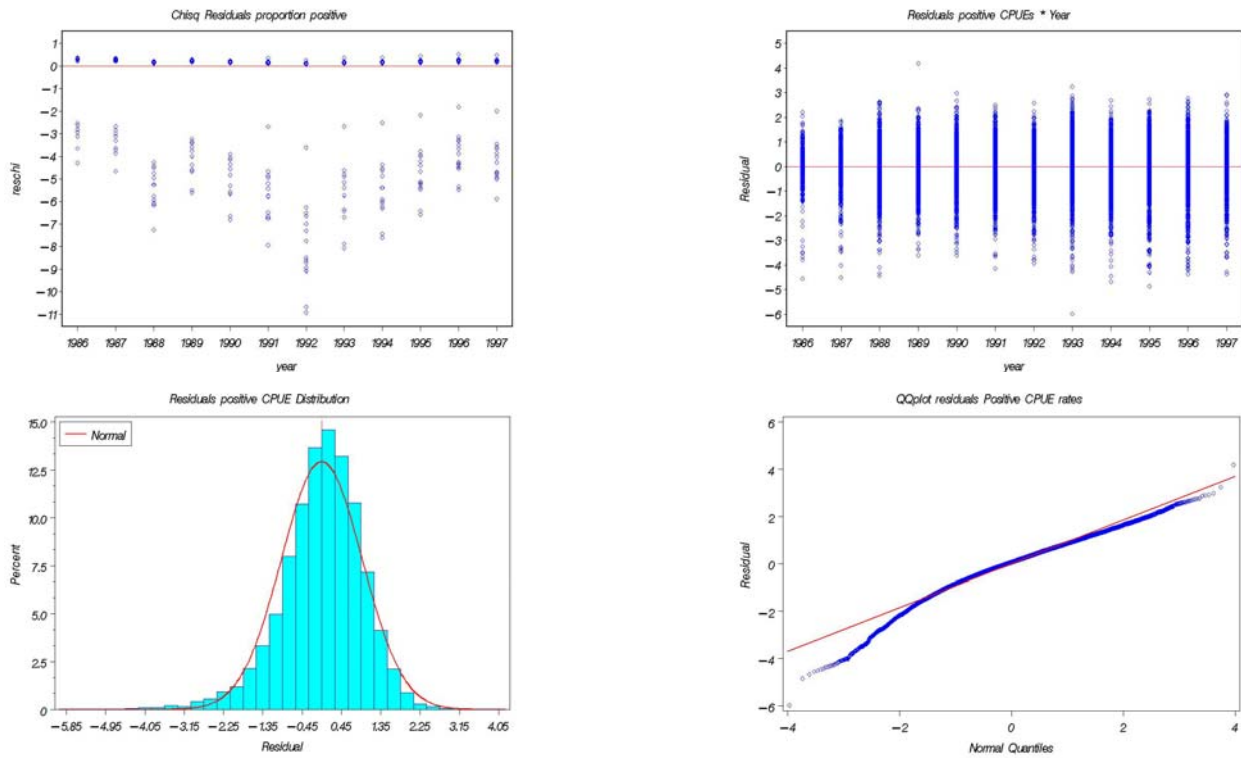 Chisq Residuals proportion positive
1
0
−1
−2
−3
−4
−5
−6
−7
−8
−9
−10
−11
reschi
1986 1987 1988 1989 1990 1991 1992 1993 1994 1995 1996 1997
year
Residuals positive CPUEs * Year
5
4
3
2
1
0
−1
−2
−3
−4
−5
−6
Residual
1986 1987 1988 1989 1990 1991 1992 1993 1994 1995 1996 1997
year
Residuals positive CPUE Distribution
Normal
15.0
12.5
10.0
7.5
5.0
2.5
0
Percent
−5.85 −4.95 −4.05 −3.15 −2.25 −1.35 −0.45 0.45 1.35 2.25 3.15 4.05
Residual
QQplot residuals Positive CPUE rates
6
4
2
0
−2
−4
−6
Residual
−4 −2 0 2 4
Normal Quantiles